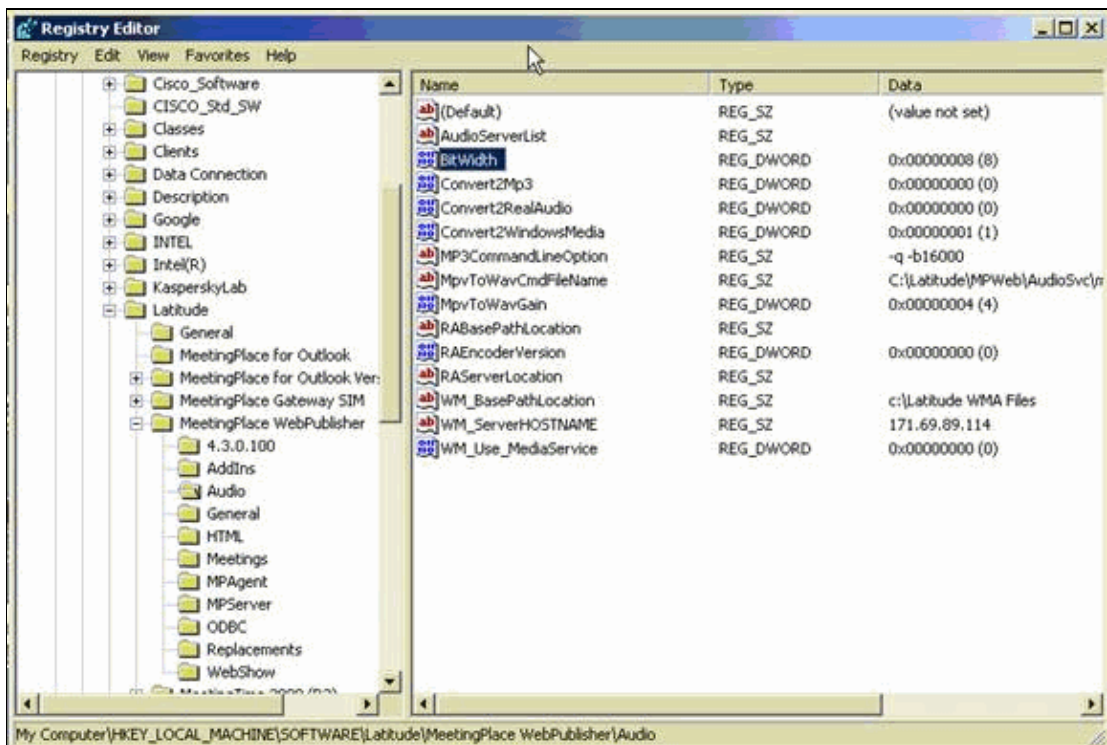 Registry Editor
Registry Edit View Favorites Help
Cisco_Software
CISCO_Std_SW
Classes
Clients
Data Connection
Description
Google
INTEL
Intel(R)
KasperskyLab
Latitude
General
MeetingPlace for Outlook
MeetingPlace for Outlook Ver
MeetingPlace Gateway SIM
MeetingPlace WebPublisher
4.3.0.100
AddIns
Audio
General
HTML
Meetings
MPAgent
MPServer
ODBC
Replacements
WebShow
Name Type Data
(Default) REG_SZ (value not set)
AudioServerList REG_SZ
BitWidth REG_DWORD 0x00000008 (8)
Convert2Mp3 REG_DWORD 0x00000000 (0)
Convert2RealAudio REG_DWORD 0x00000000 (0)
Convert2WindowsMedia REG_DWORD 0x00000001 (1)
MP3CommandLineOption REG_SZ -q -b16000
MpvToWavCmdFileName REG_SZ C:\Latitude\MPWeb\AudioSvc\m
MpvToWavGain REG_DWORD 0x00000004 (4)
RABasePathLocation REG_SZ
RAEncoderVersion REG_DWORD 0x00000000 (0)
RAServerLocation REG_SZ
WM_BasePathLocation REG_SZ c:\Latitude WMA Files
WM_ServerHOSTNAME REG_SZ 171.69.89.114
WM_Use_MediaService REG_DWORD 0x00000000 (0)
My Computer\HKEY_LOCAL_MACHINE\SOFTWARE\Latitude\MeetingPlace WebPublisher\Audio